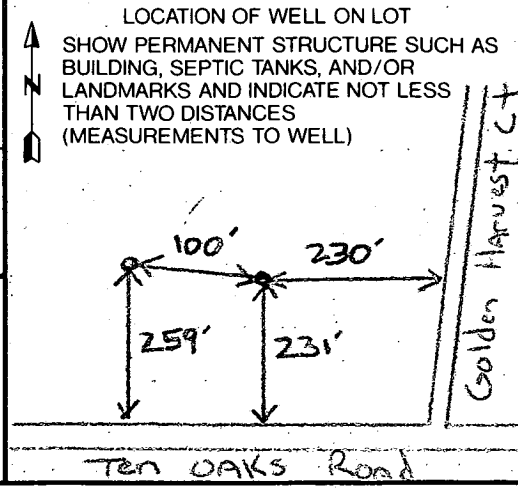 LOCATION OF WELL ON LOT
SHOW PERMANENT STRUCTURE SUCH AS
BUILDING, SEPTIC TANKS, AND/OR
N
LANDMARKS AND INDICATE NOT LESS
THAN TWO DISTANCES
(MEASUREMENTS TO WELL)
100'
230'
259'
231'
Golden Harvest Ct
Ten OAKS Road